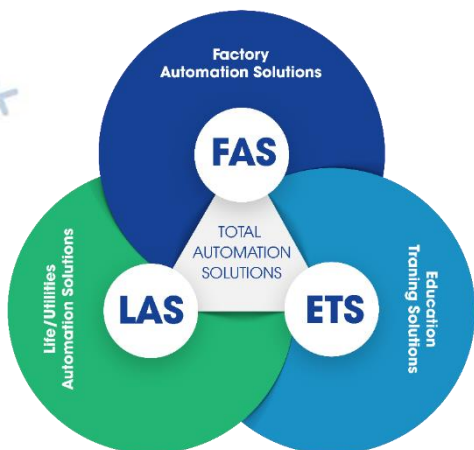 Factory
Automation Solutions
FAS
TOTAL
AUTOMATION
SOLUTIONS
Life/Utilities
Automation Solutions
LAS
ETS
Education
Traning Solutions